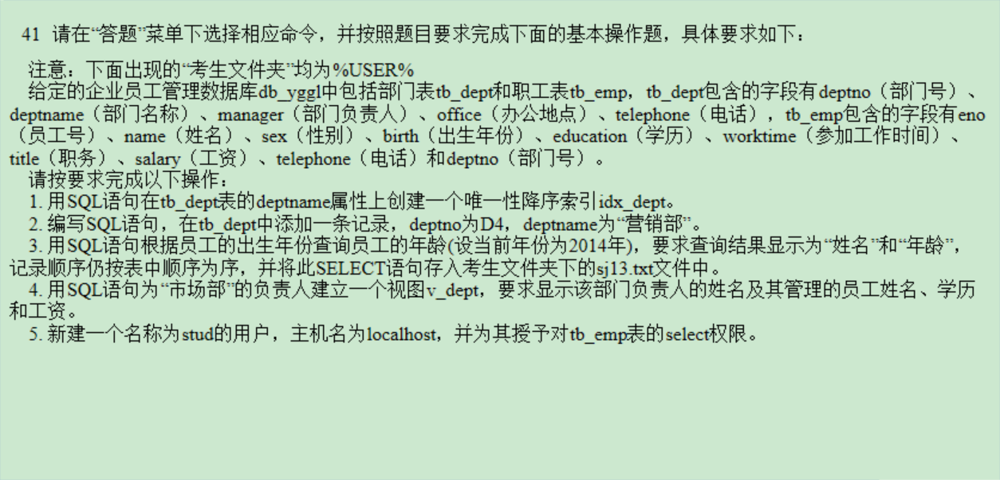 41 请在“答题”菜单下选择相应命令，并按照题目要求完成下面的基本操作题，具体要求如下：
注意：下面出现的“考生文件夹”均为%USER%
给定的企业员工管理数据库db_yggl中包括部门表tb_dept和职工表tb_emp，tb_dept包含的字段有deptno（部门号）、
deptname（部门名称）、manager（部门负责人）、office（办公地点）、telephone（电话），tb_emp包含的字段有eno
（员工号）、name（姓名）、sex（性别）、birth（出生年份）、education（学历）、worktime（参加工作时间）、
title（职务）、salary（工资）、telephone（电话）和deptno（部门号）。
请按要求完成以下操作：
1. 用SQL语句在tb_dept表的deptname属性上创建一个唯一性降序索引idx_dept。
2. 编写SQL语句，在tb_dept中添加一条记录，deptno为D4，deptname为“营销部”。
3. 用SQL语句根据员工的出生年份查询员工的年龄(设当前年份为2014年)，要求查询结果显示为“姓名”和“年龄”，
记录顺序仍按表中顺序为序，并将此SELECT语句存入考生文件夹下的sj13.txt文件中。
4. 用SQL语句为“市场部”的负责人建立一个视图v_dept，要求显示该部门负责人的姓名及其管理的员工姓名、学历
和工资。
5. 新建一个名称为stud的用户，主机名为localhost，并为其授予对tb_emp表的select权限。